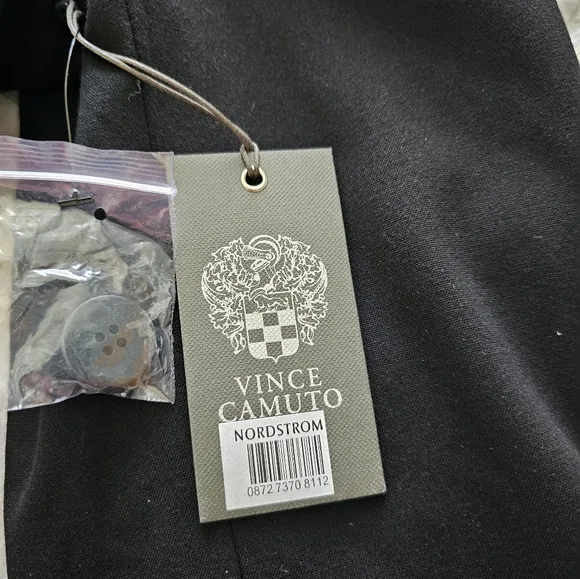 VINCE
CAMUTO
NORDSTROM
0872 7370 8112